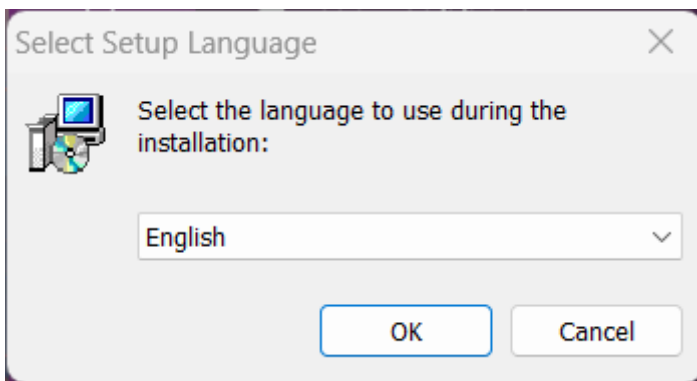 Select Setup Language
Select the language to use during the
installation:
English
OK
Cancel